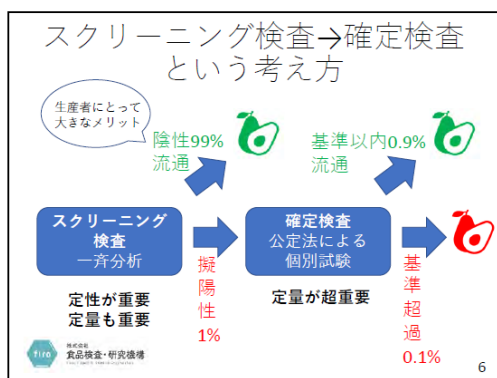 スクリーニング検査→確定検査
という考え方
生産者にとって
大きなメリット
陰性99%
流通
基準以内0.9%
流通
スクリーニング
検査
一斉分析
確定検査
公定法による
個別試験
擬陽性
1%
基準超過
0.1%
定性が重要
定量も重要
定量が超重要
firo
株式会社
食品検査・研究機構
6